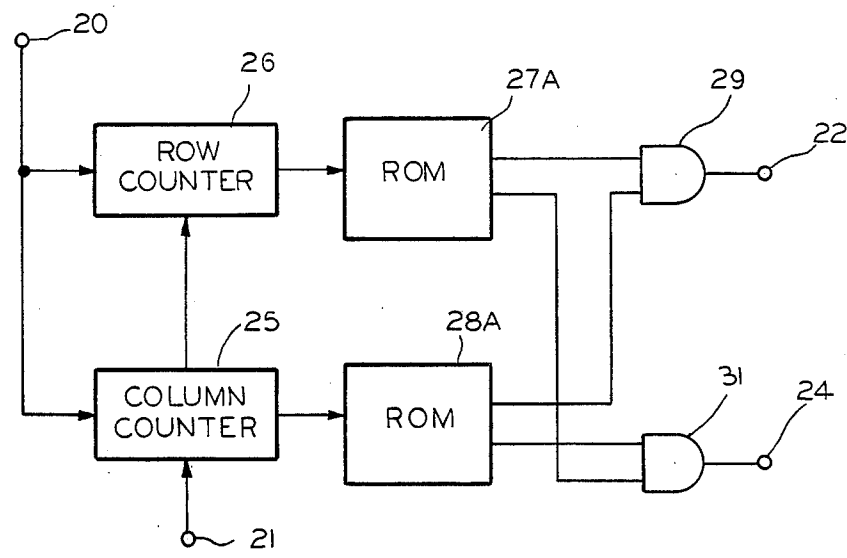 20
26
27A
29
22
ROW
COUNTER
ROM
25
28A
31
24
COLUMN
COUNTER
ROM
21